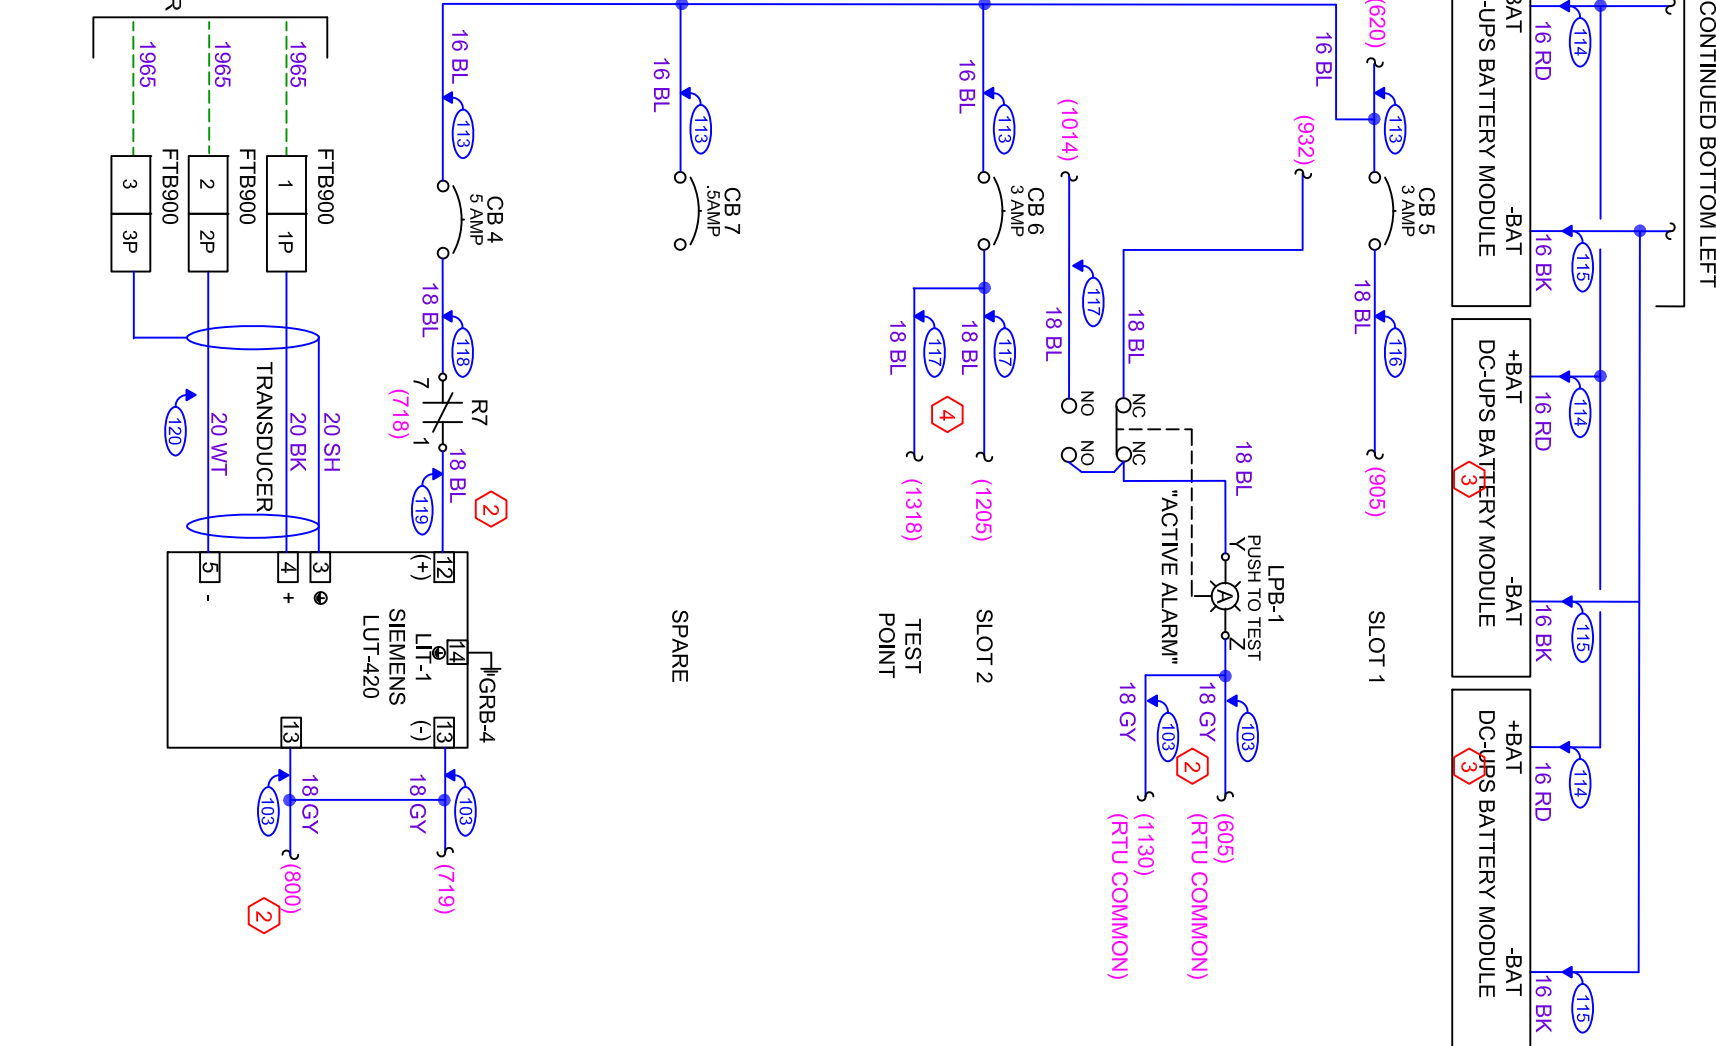 CONTINUED BOTTOM LEFT
BAT
-UPS BATTERY MODULE
-BAT
16 RD
114
16 BK
115
+BAT
DC-UPS BATTERY MODULE
-BAT
16 RD
114
16 BK
115
3
+BAT
DC-UPS BATTERY MODULE
-BAT
16 RD
114
16 BK
115
3
(620)
16 BL
113
CB 5
3 AMP
18 BL
116
(905)
SLOT 1
(932)
18 BL
NC
NC
18 BL
LPB-1
PUSH TO TEST
Y
A
Z
"ACTIVE ALARM"
18 GY
103
(605)
(RTU COMMON)
18 GY
103
2
(1130)
(RTU COMMON)
(1014)
117
18 BL
NO
NO
16 BL
113
CB 6
3 AMP
18 BL
117
(1205)
SLOT 2
18 BL
117
4
(1318)
TEST
POINT
16 BL
113
CB 7
.5AMP
SPARE
16 BL
113
CB 4
5 AMP
18 BL
118
R7
7
1
(718)
18 BL
119
2
12
(+)
14
GRB-4
LIT-1
SIEMENS
LUT-420
13
(-)
18 GY
103
(719)
13
18 GY
103
(800)
2
R
1965
1965
1965
FTB900
1
1P
FTB900
2
2P
FTB900
3
3P
TRANSDUCER
20 SH
20 BK
20 WT
120
3
4
+
5
-